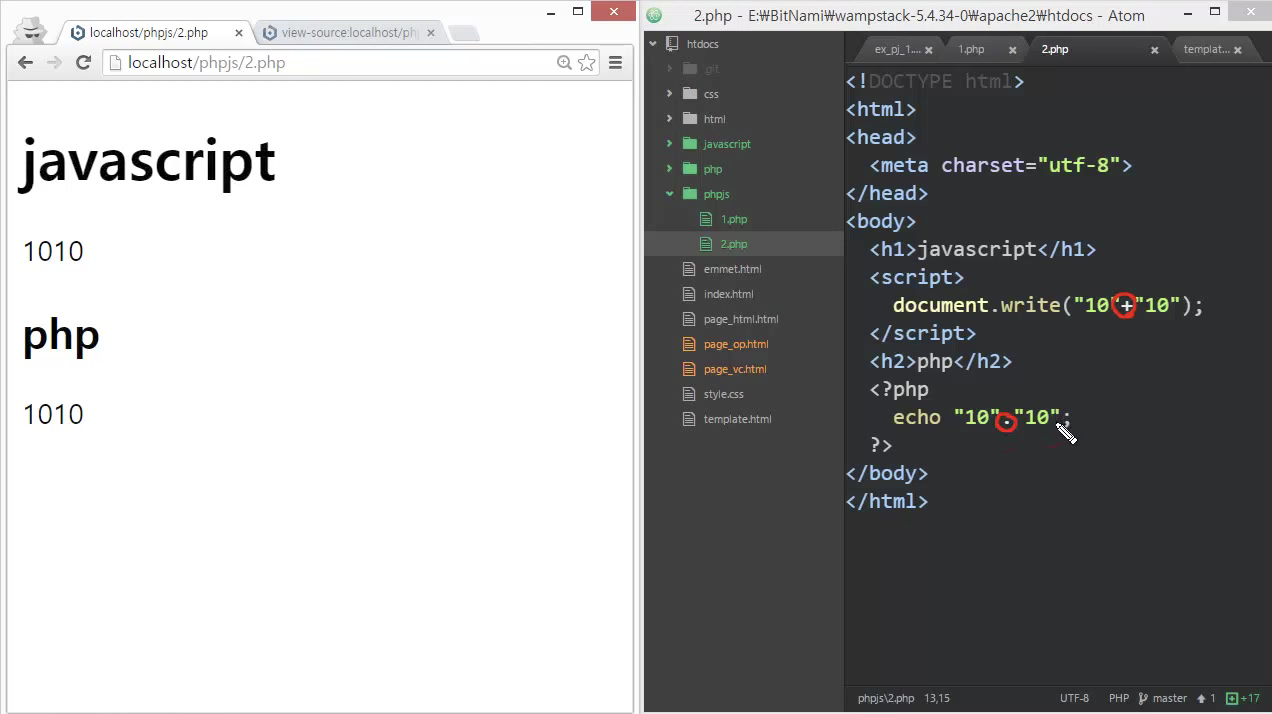 localhost/phpjs/2.php
view-source:localhost/ph
localhost/phpjs/2.php
javascript
1010
php
1010
2.php - E:₩BitNami₩wampstack-5.4.34-0₩apache2₩htdocs - Atom
htdocs
.git
css
html
javascript
php
phpjs
1.php
2.php
emmet.html
index.html
page_html.html
page_op.html
page_vc.html
style.css
template.html
ex_pj_1....
1.php
2.php
templat...
<!DOCTYPE html>
<html>
<head>
<meta charset="utf-8">
</head>
<body>
<h1>javascript</h1>
<script>
document.write("10"+"10");
</script>
<h2>php</h2>
<?php
echo "10"."10";
?>
</body>
</html>
phpjs\2.php 13,15
UTF-8 PHP master 1 +17